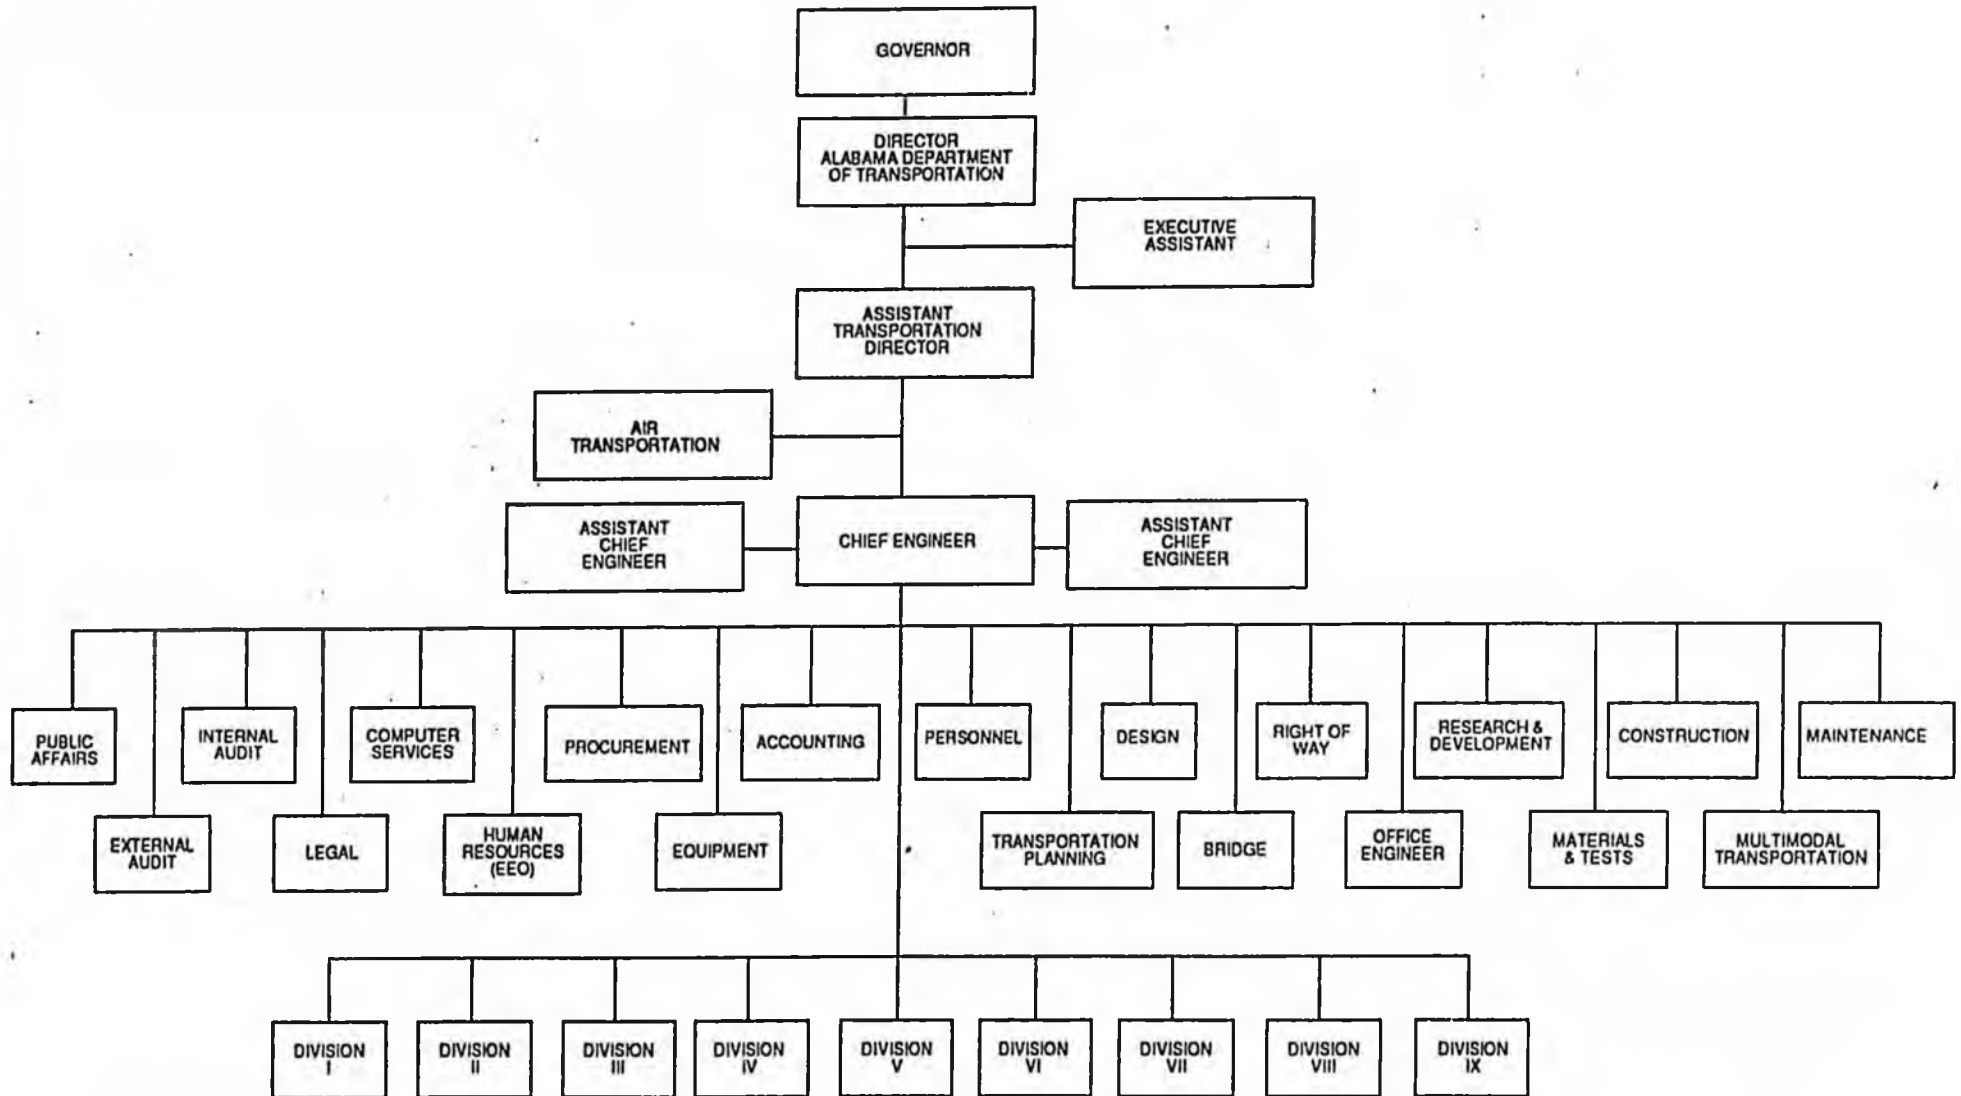 GOVERNOR
DIRECTOR
ALABAMA DEPARTMENT
OF TRANSPORTATION
EXECUTIVE
ASSISTANT
ASSISTANT
TRANSPORTATION
DIRECTOR
AIR
TRANSPORTATION
ASSISTANT
CHIEF
ENGINEER
CHIEF ENGINEER
ASSISTANT
CHIEF
ENGINEER
PUBLIC
AFFAIRS
INTERNAL
AUDIT
COMPUTER
SERVICES
PROCUREMENT
ACCOUNTING
PERSONNEL
DESIGN
RIGHT OF
WAY
RESEARCH &
DEVELOPMENT
CONSTRUCTION
MAINTENANCE
EXTERNAL
AUDIT
LEGAL
HUMAN
RESOURCES
(EEO)
EQUIPMENT
TRANSPORTATION
PLANNING
BRIDGE
OFFICE
ENGINEER
MATERIALS
& TESTS
MULTIMODAL
TRANSPORTATION
DIVISION
I
DIVISION
II
DIVISION
III
DIVISION
IV
DIVISION
V
DIVISION
VI
DIVISION
VII
DIVISION
VIII
DIVISION
IX